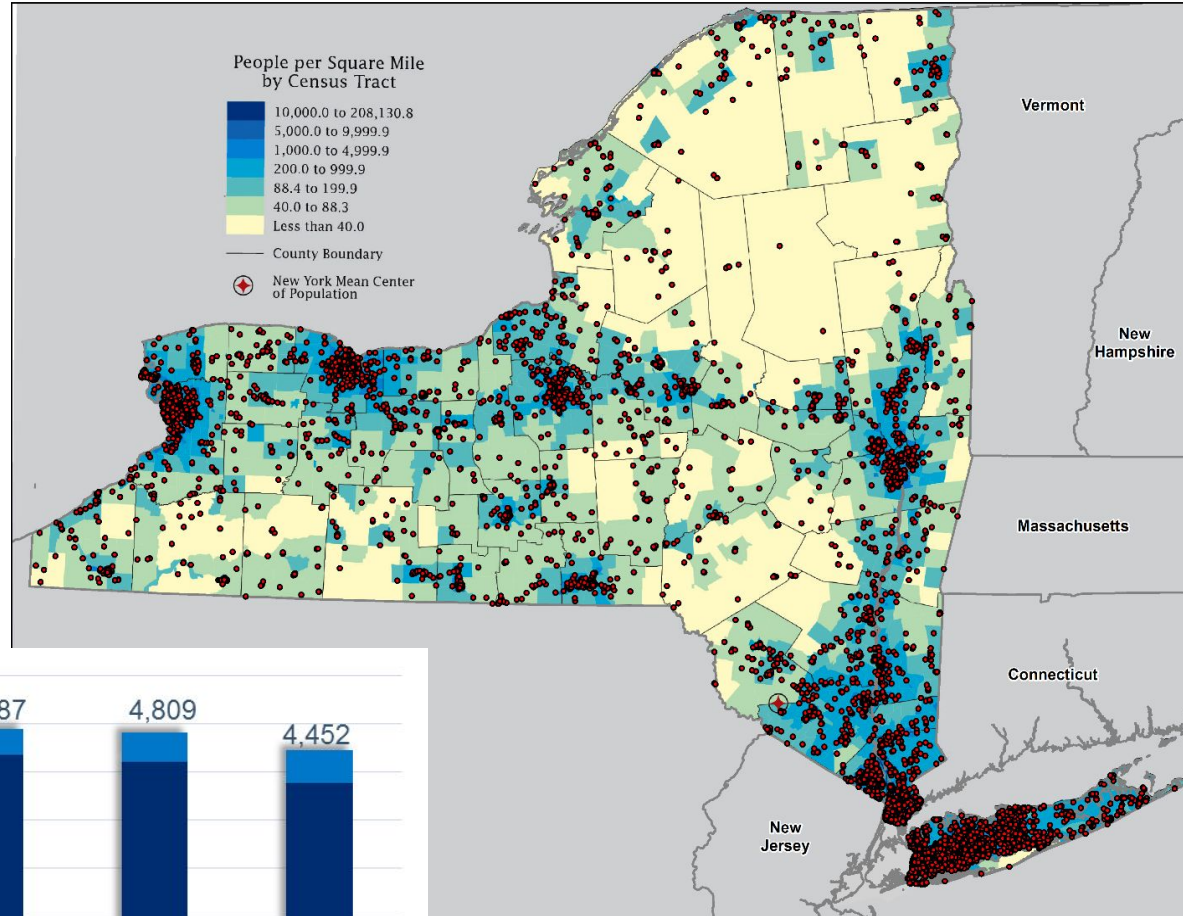 People per Square Mile
by Census Tract
10,000.0 to 208,130.8
5,000.0 to 9,999.9
1,000.0 to 4,999.9
200.0 to 999.9
88.4 to 199.9
40.0 to 88.3
Less than 40.0
County Boundary
New York Mean Center
of Population
Vermont
New
Hampshire
Massachusetts
Connecticut
New
Jersey
87
4,809
4,452